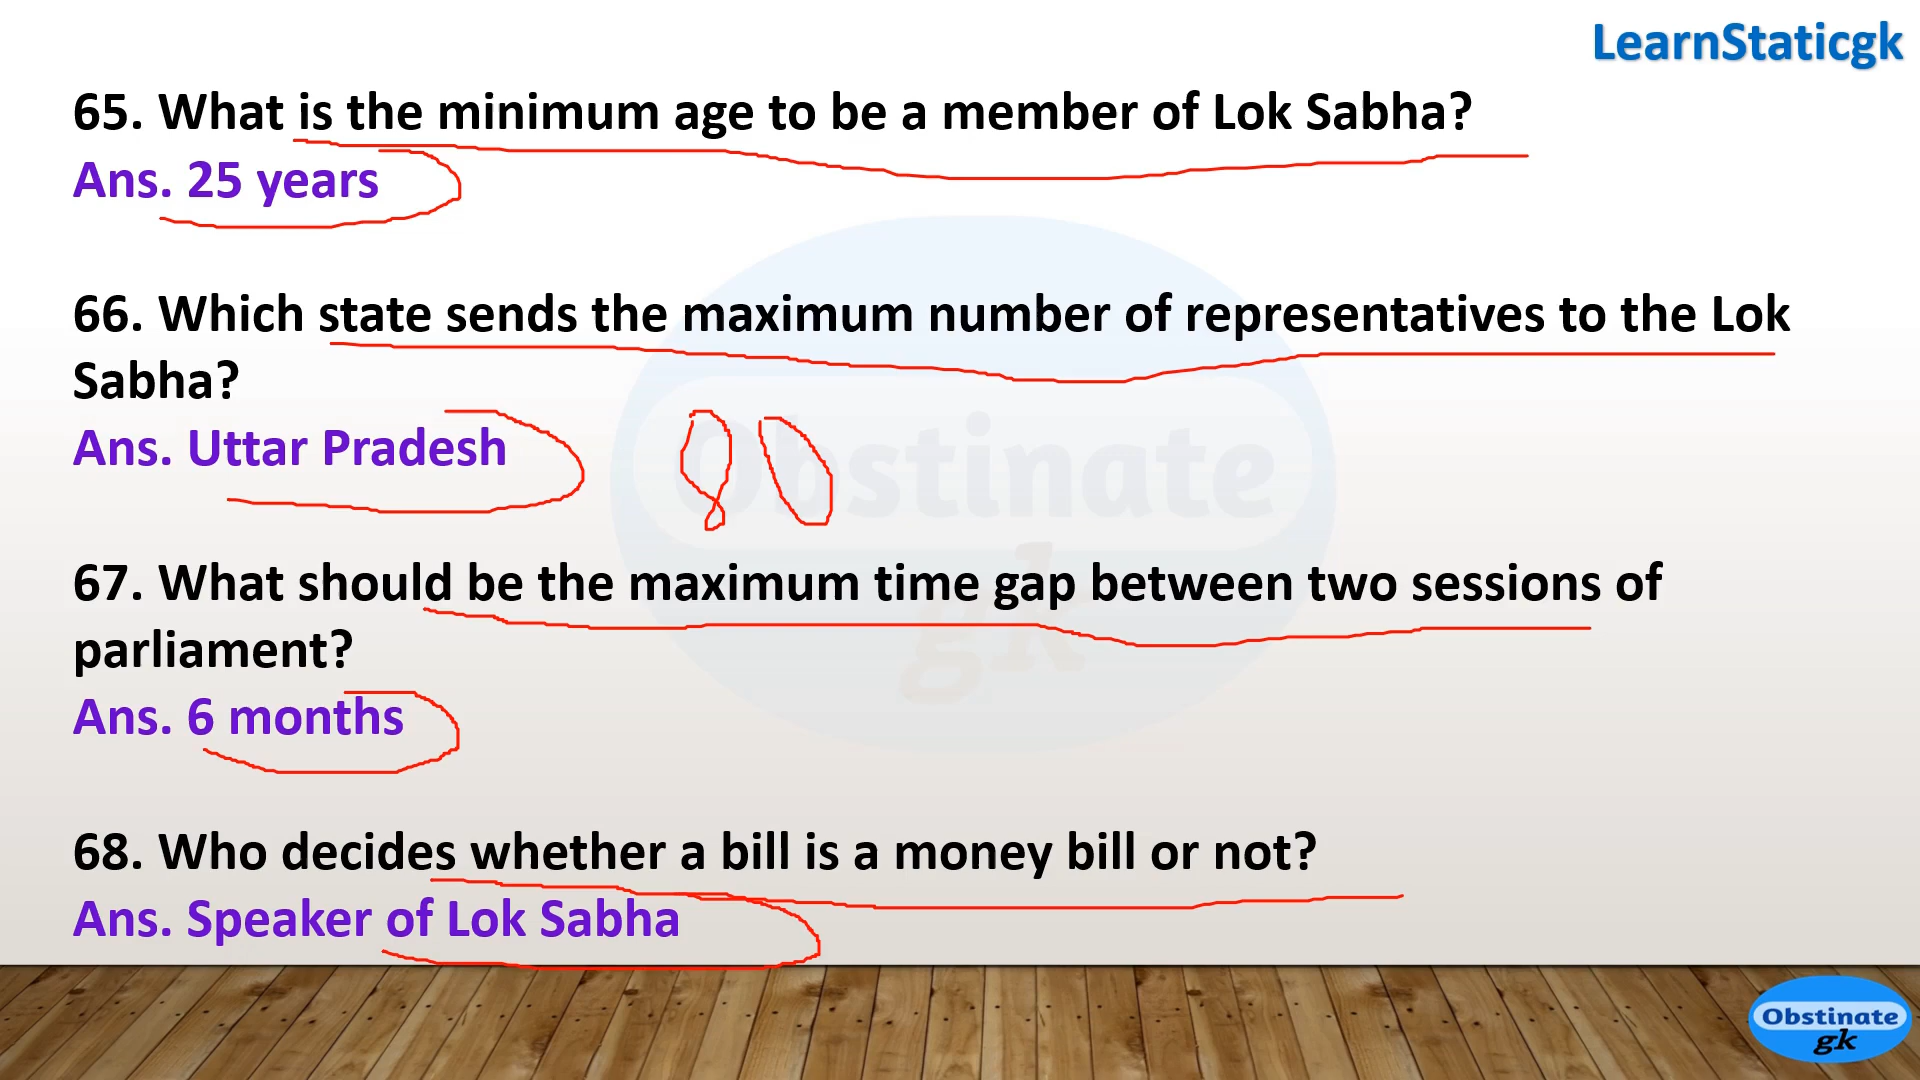 LearnStaticgk
65. What is the minimum age to be a member of Lok Sabha?
Ans. 25 years
66. Which state sends the maximum number of representatives to the Lok
Sabha?
Ans. Uttar Pradesh
80
67. What should be the maximum time gap between two sessions of
parliament?
Ans. 6 months
68. Who decides whether a bill is a money bill or not?
Ans. Speaker of Lok Sabha
Obstinate
gk
Obstinate
gk